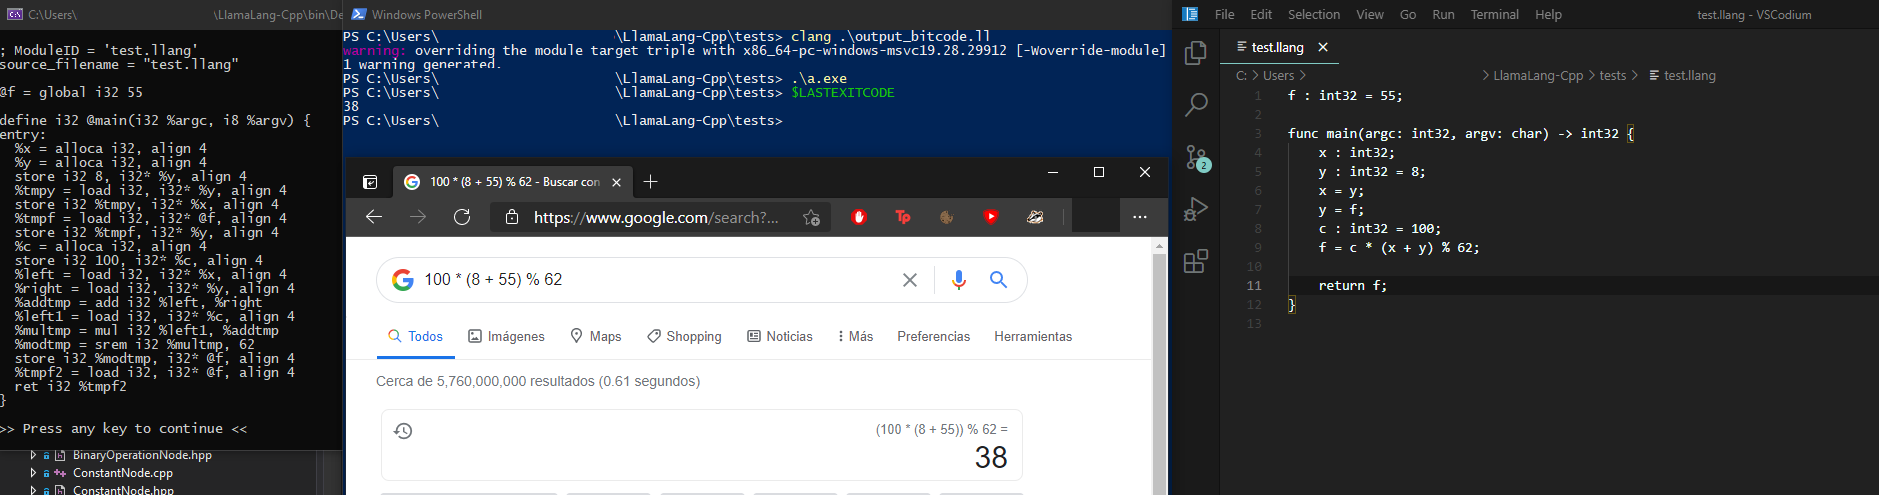 C:\Users\ \LlamaLang-Cpp\bin\De
; ModuleID = 'test.llang'
source_filename = "test.llang"
@f = global i32 55
define i32 @main(i32 %argc, i8 %argv) {
entry:
%x = alloca i32, align 4
%y = alloca i32, align 4
store i32 8, i32* %y, align 4
%tmpy = load i32, i32* %y, align 4
store i32 %tmpy, i32* %x, align 4
%tmpf = load i32, i32* @f, align 4
store i32 %tmpf, i32* %y, align 4
%c = alloca i32, align 4
store i32 100, i32* %c, align 4
%left = load i32, i32* %x, align 4
%right = load i32, i32* %y, align 4
%addtmp = add i32 %left, %right
%left1 = load i32, i32* %c, align 4
%multmp = mul i32 %left1, %addtmp
%modtmp = srem i32 %multmp, 62
store i32 %modtmp, i32* @f, align 4
%tmpf2 = load i32, i32* @f, align 4
ret i32 %tmpf2
}
>> Press any key to continue <<
BinaryOperationNode.hpp
ConstantNode.cpp
ConstantNode.hpp
Windows PowerShell
PS C:\Users\ \LlamaLang-Cpp\tests> clang .\output_bitcode.ll
warning: overriding the module target triple with x86_64-pc-windows-msvc19.28.29912 [-Woverride-module]
1 warning generated.
PS C:\Users\ \LlamaLang-Cpp\tests> .\a.exe
PS C:\Users\ \LlamaLang-Cpp\tests> $LASTEXITCODE
38
PS C:\Users\ \LlamaLang-Cpp\tests>
100 * (8 + 55) % 62 - Buscar con
https://www.google.com/search?...
Tp
100 * (8 + 55) % 62
Todos Imágenes Maps Shopping Noticias Más Preferencias Herramientas
Cerca de 5,760,000,000 resultados (0.61 segundos)
(100 * (8 + 55)) % 62 =
38
File Edit Selection View Go Run Terminal Help test.llang - VSCodium
test.llang
C: > Users > > LlamaLang-Cpp > tests > test.llang
2
1 f : int32 = 55;
2
3 func main(argc: int32, argv: char) -> int32 {
4 x : int32;
5 y : int32 = 8;
6 x = y;
7 y = f;
8 c : int32 = 100;
9 f = c * (x + y) % 62;
10
11 return f;
12 }
13